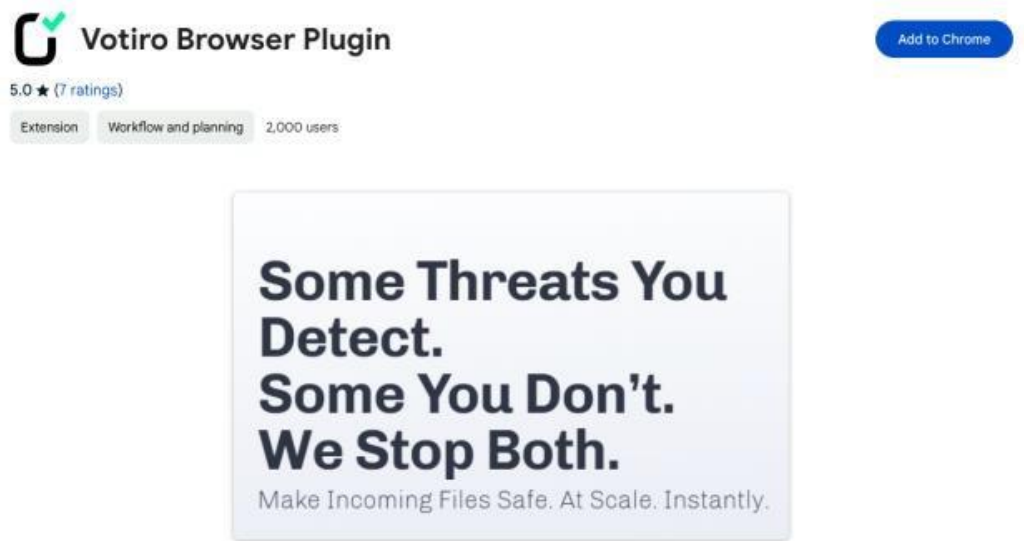 Votiro Browser Plugin
Add to Chrome
5.0 ★ (7 ratings)
Extension
Workflow and planning
2,000 users
Some Threats You
Detect.
Some You Don’t.
We Stop Both.
Make Incoming Files Safe. At Scale. Instantly.